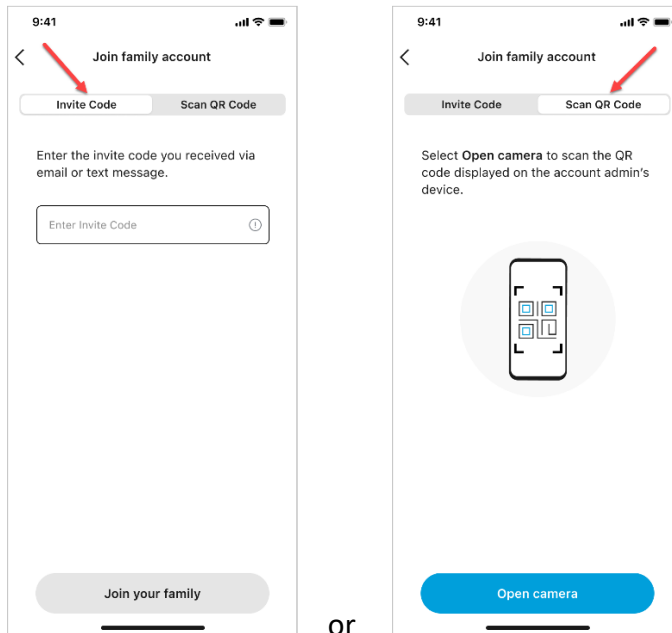 9:41
Join family account
Invite Code
Scan QR Code
Enter the invite code you received via
email or text message.
Enter Invite Code
Join your family
or
9:41
Join family account
Invite Code
Scan QR Code
Select Open camera to scan the QR
code displayed on the account admin's
device.
Open camera